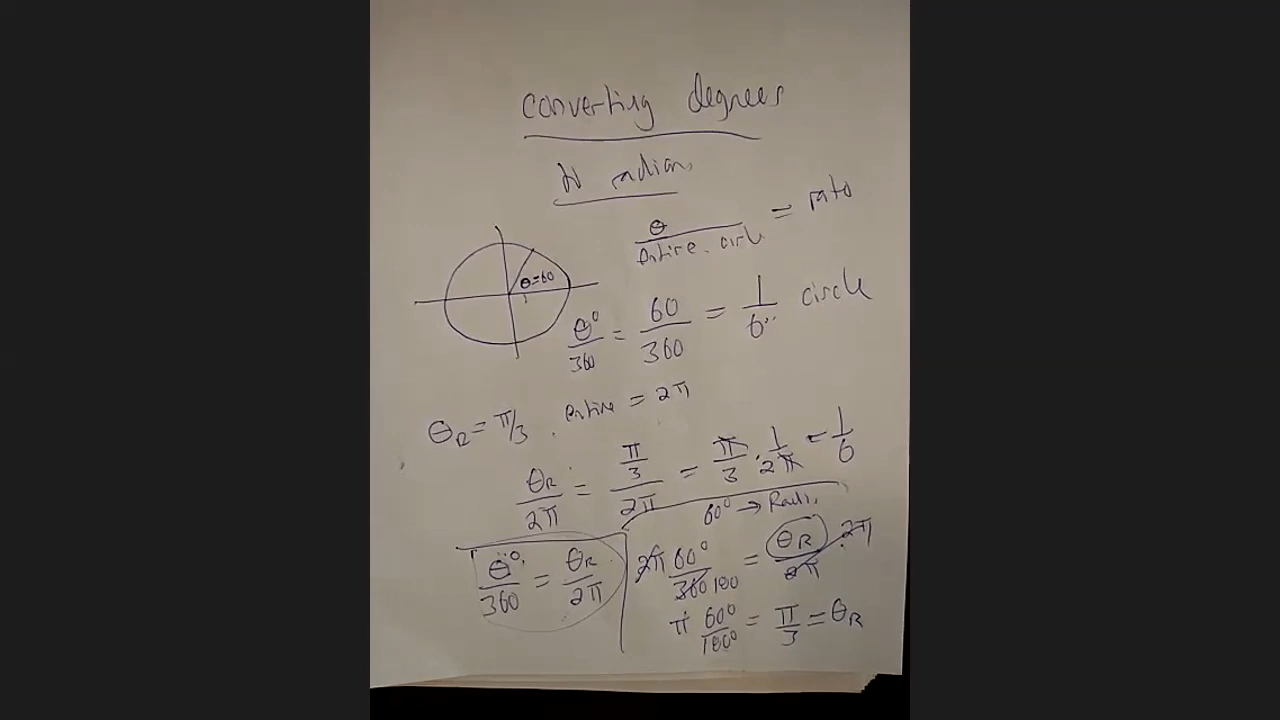 converting degrees
to radians
θ / entire circle = ratio
θ=60
θ° / 360 = 60 / 360 = 1 / 6 circle
θR = π/3 . entire = 2π
θR / 2π = π/3 / 2π = π / 3 · 1 / 2π = 1 / 6
60° → Radi.
θ° / 360 = θR / 2π
2π 60° / 360 180 = θR / 2π · 2π
π 60° / 180° = π / 3 = θR